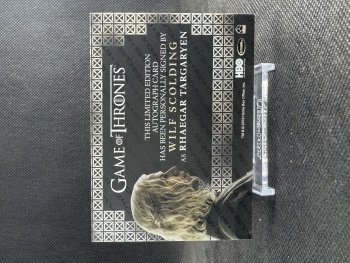 GAME OF THRONES
THIS LIMITED EDITION
AUTOGRAPH CARD
HAS BEEN PERSONALLY SIGNED BY
WILF SCOLDING
AS RHAEGAR TARGARYEN
HBO